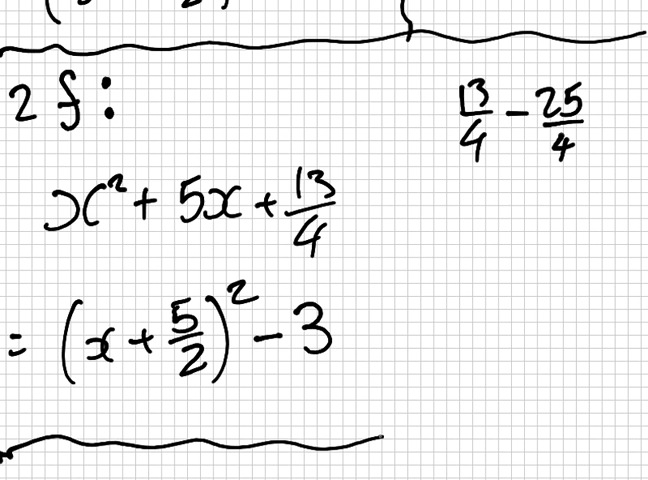 2 f :
13/4 - 25/4
x² + 5x + 13/4
= (x + 5/2)² - 3